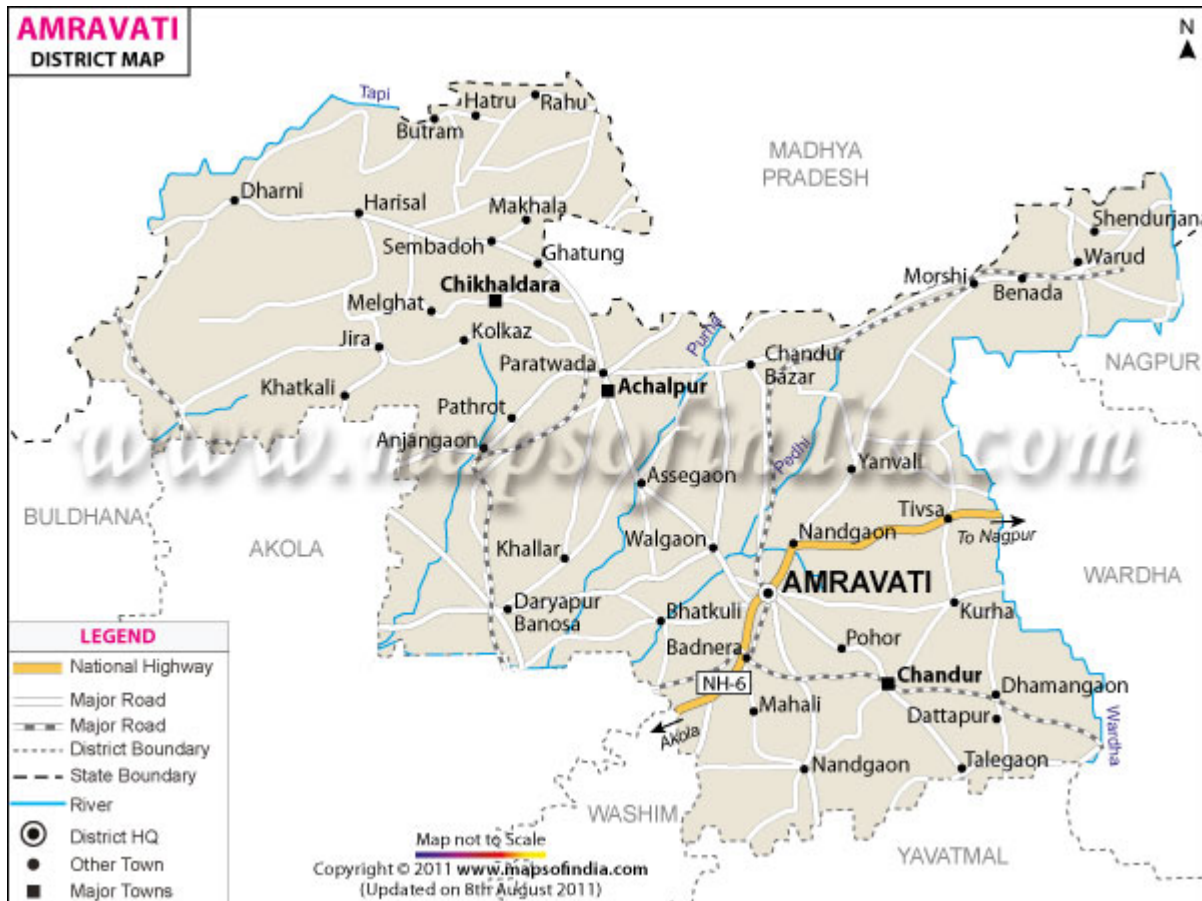 AMRAVATI
DISTRICT MAP
N
Tapi
Hatru
Rahu
Butram
MADHYA
PRADESH
Dharni
Harisal
Makhala
Shendurjana
Sembadoh
Ghatung
Warud
Morshi
Benada
Chikhaldara
Melghat
Purha
Kolkaz
Jira
Paratwada
Chandur
Bazar
NAGPUR
Khatkali
Achalpur
Pathrot
www.mapsofindia.com
Anjangaon
Pedhi
Yanvali
Assegaon
BULDHANA
AKOLA
Tivsa
To Nagpur
Nandgaon
Walgaon
Khallar
AMRAVATI
WARDHA
Daryapur
Banosa
Bhatkuli
Kurha
Pohor
Badnera
NH-6
Chandur
Dhamangaon
Mahali
Dattapur
Akola
Wardha
Nandgaon
Talegaon
WASHIM
YAVATMAL
LEGEND
National Highway
Major Road
Major Road
District Boundary
State Boundary
River
District HQ
Other Town
Major Towns
Map not to Scale
Copyright © 2011 www.mapsofindia.com
(Updated on 8th August 2011)